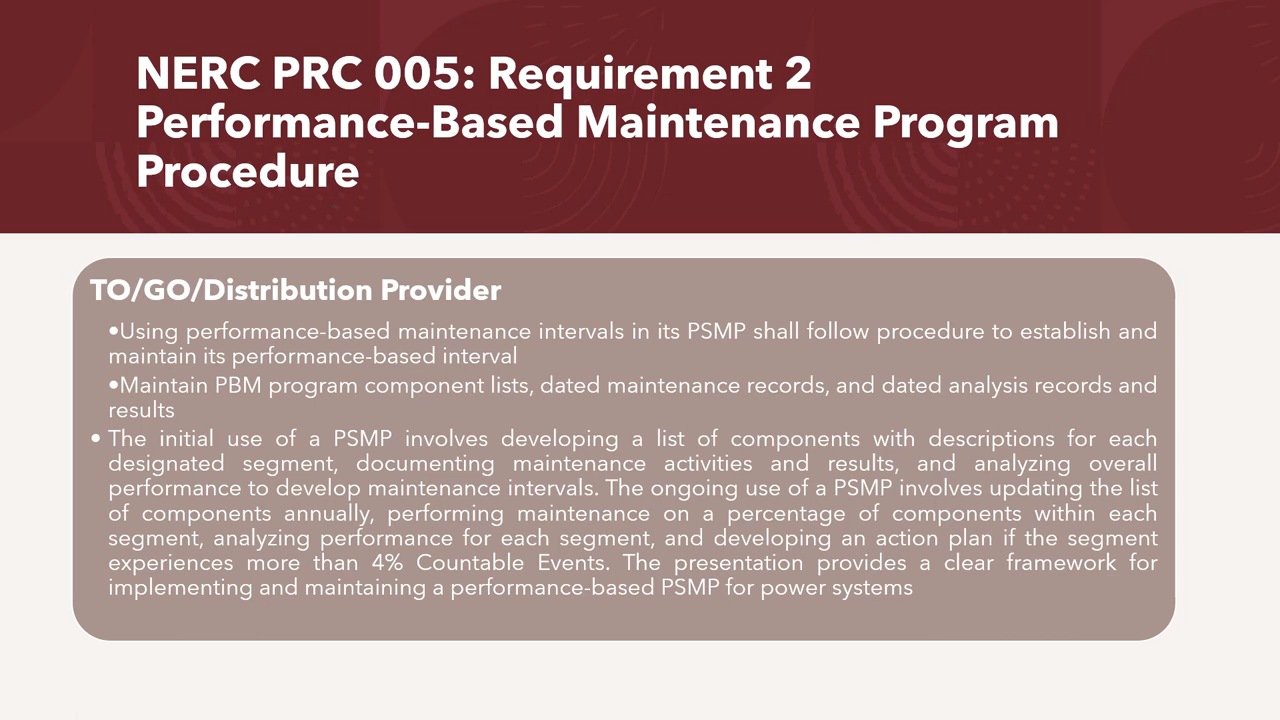 NERC PRC 005: Requirement 2
Performance-Based Maintenance Program
Procedure
TO/GO/Distribution Provider
•Using performance-based maintenance intervals in its PSMP shall follow procedure to establish and
maintain its performance-based interval
•Maintain PBM program component lists, dated maintenance records, and dated analysis records and
results
• The initial use of a PSMP involves developing a list of components with descriptions for each
designated segment, documenting maintenance activities and results, and analyzing overall
performance to develop maintenance intervals. The ongoing use of a PSMP involves updating the list
of components annually, performing maintenance on a percentage of components within each
segment, analyzing performance for each segment, and developing an action plan if the segment
experiences more than 4% Countable Events. The presentation provides a clear framework for
implementing and maintaining a performance-based PSMP for power systems